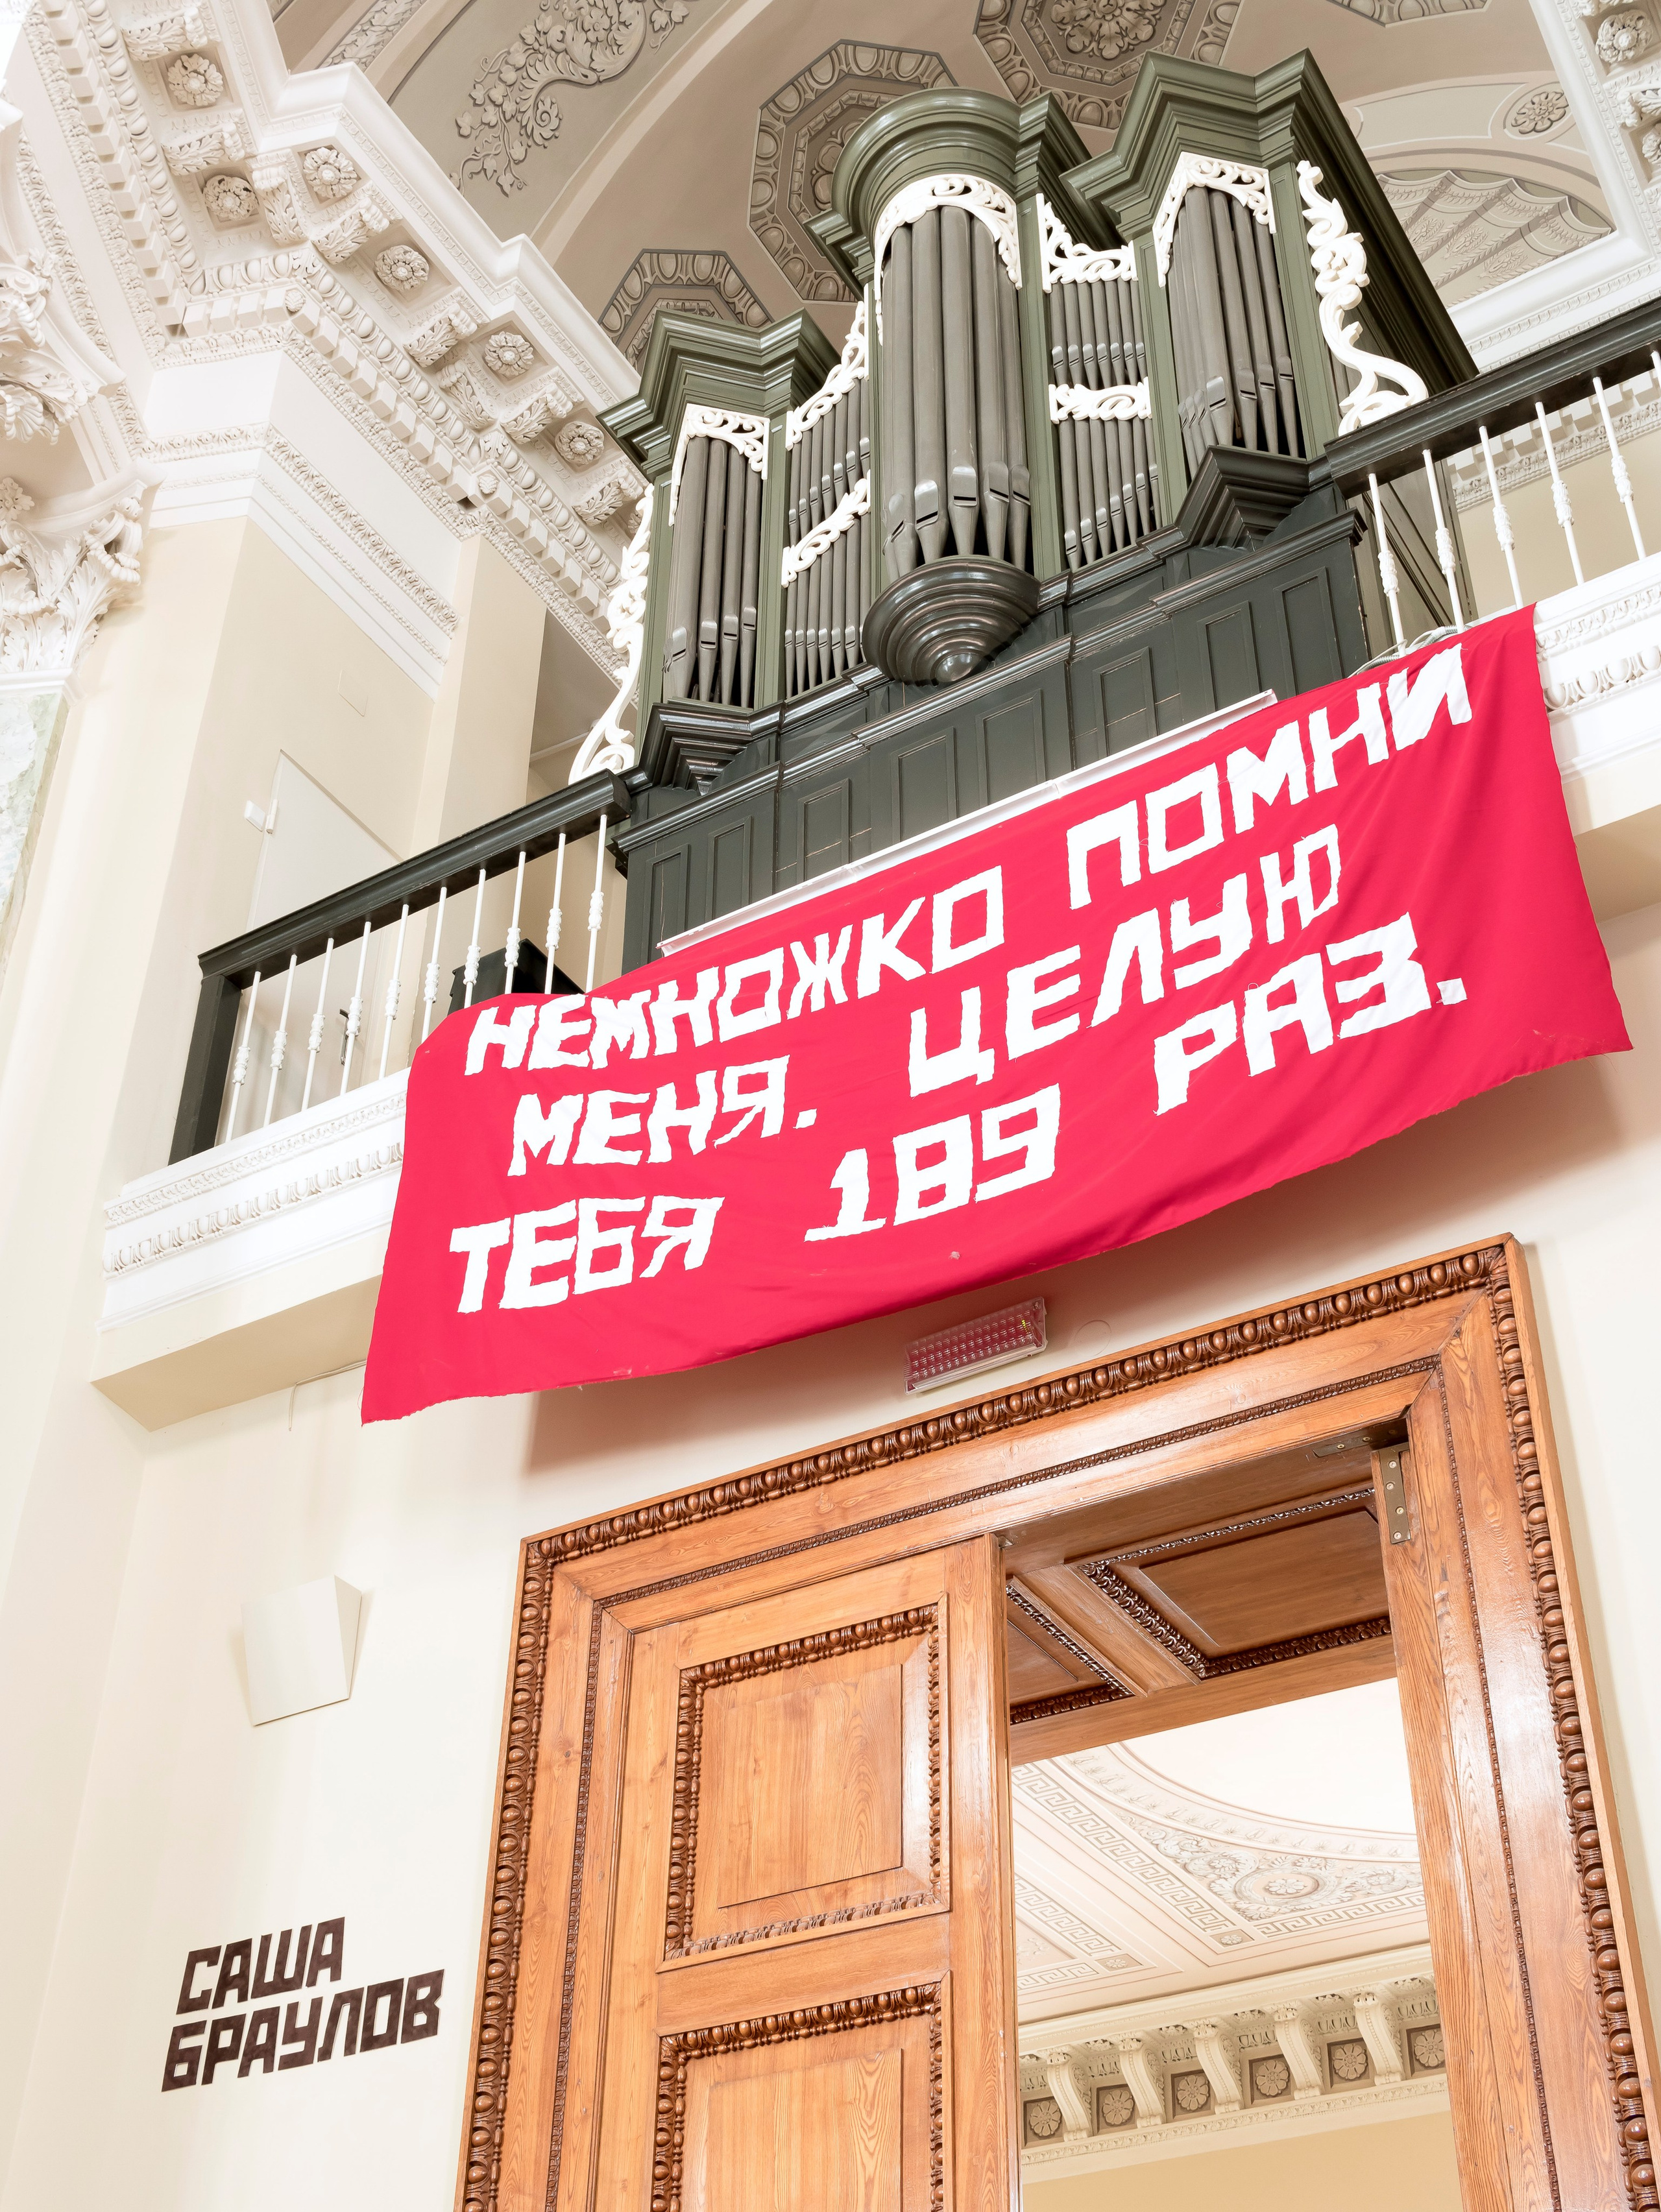 НЕМНОЖКО ПОМНИ
МЕНЯ. ЦЕЛУЮ
ТЕБЯ 189 РАЗ.
САША
БРАУЛОВ